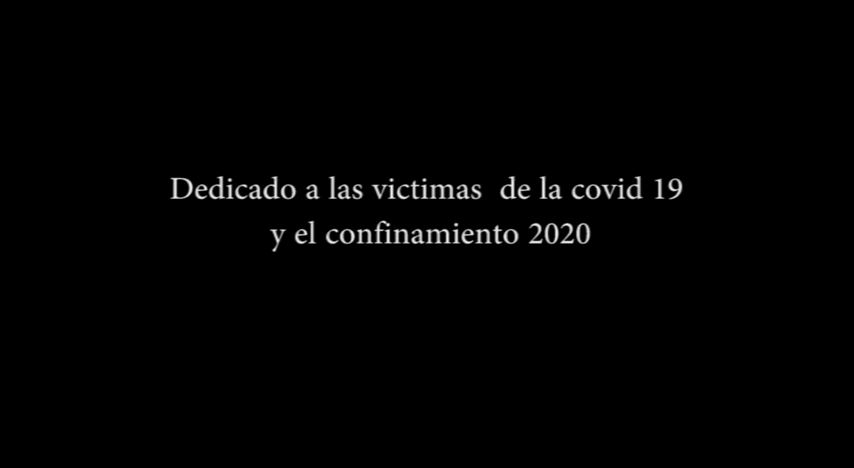 Dedicado a las victimas  de la covid 19
y el confinamiento 2020